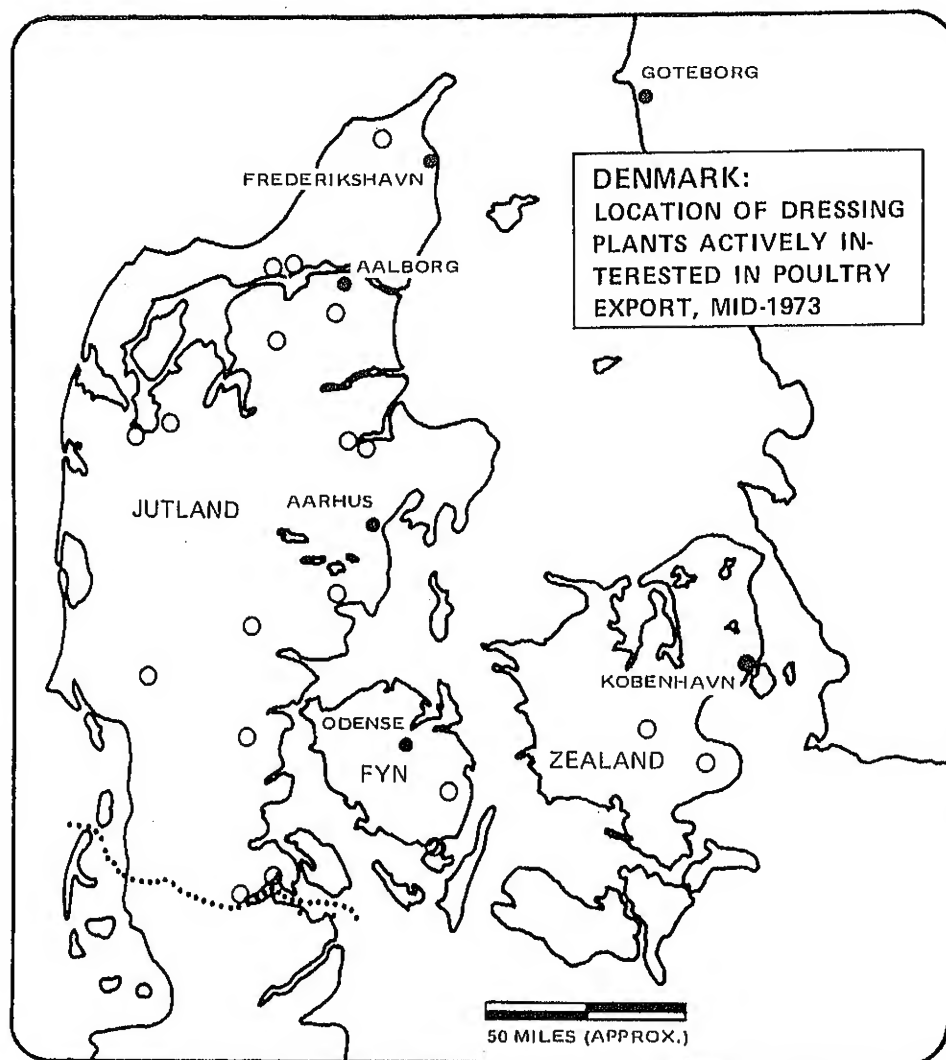 GOTEBORG
FREDERIKSHAVN
DENMARK:
LOCATION OF DRESSING
PLANTS ACTIVELY IN-
TERESTED IN POULTRY
EXPORT, MID-1973
AALBORG
JUTLAND
AARHUS
KOBENHAVN
ODENSE
FYN
ZEALAND
50 MILES (APPROX.)